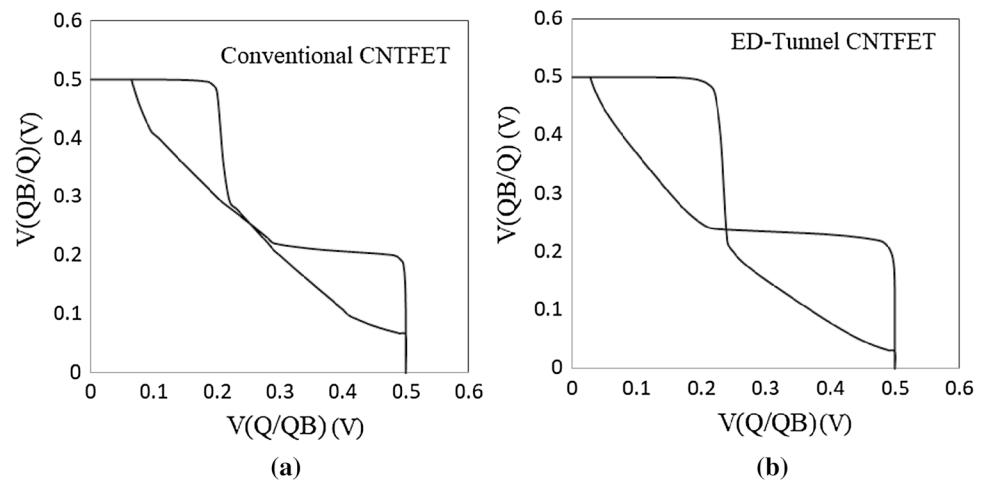 Conventional CNTFET
0.6
0.5
0.4
0.3
0.2
0.1
0
V(QB/Q)(V)
0 0.1 0.2 0.3 0.4 0.5 0.6
V(Q/QB) (V)
(a)
ED-Tunnel CNTFET
0.6
0.5
0.4
0.3
0.2
0.1
0
V(QB/Q) (V)
0 0.1 0.2 0.3 0.4 0.5 0.6
V(Q/QB) (V)
(b)